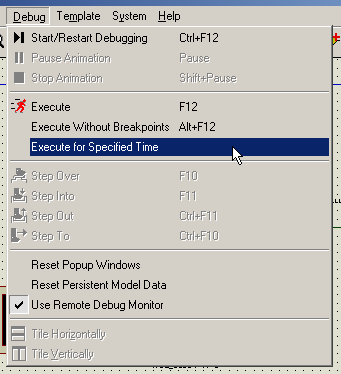 Debug Template System Help
Start/Restart Debugging Ctrl+F12
Pause Animation Pause
Stop Animation Shift+Pause
Execute F12
Execute Without Breakpoints Alt+F12
Execute for Specified Time
Step Over F10
Step Into F11
Step Out Ctrl+F11
Step To Ctrl+F10
Reset Popup Windows
Reset Persistent Model Data
Use Remote Debug Monitor
Tile Horizontally
Tile Vertically